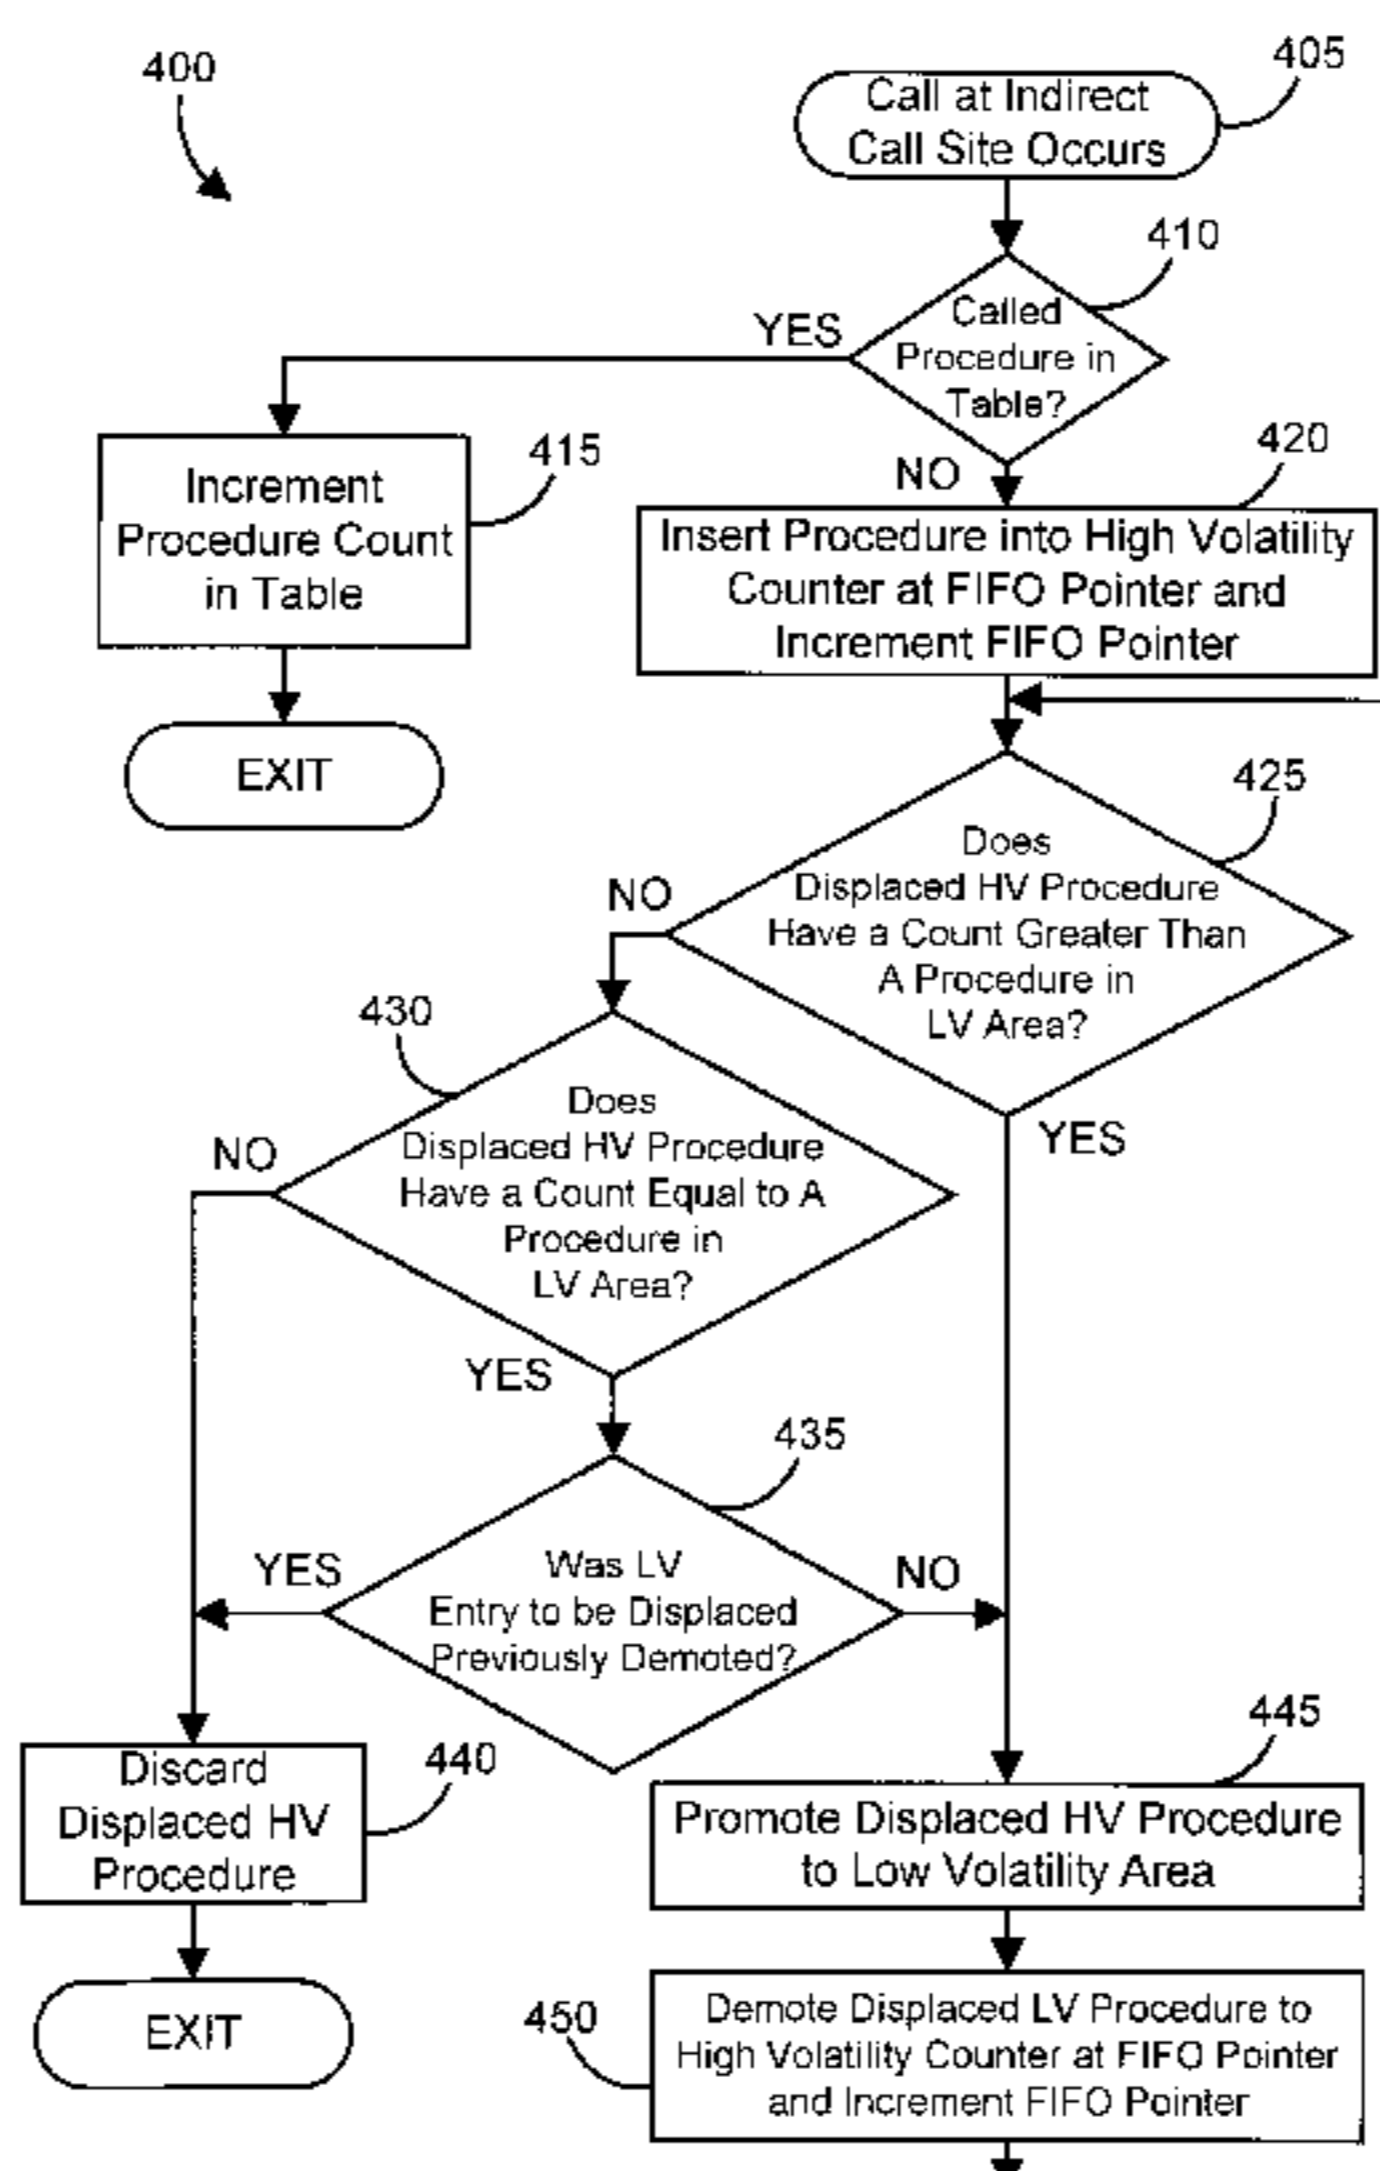 400
405
Call at Indirect
Call Site Occurs
410
Called
Procedure in
Table?
YES
NO
415
Increment
Procedure Count
in Table
EXIT
420
Insert Procedure into High Volatility
Counter at FIFO Pointer and
Increment FIFO Pointer
425
Does
Displaced HV Procedure
Have a Count Greater Than
A Procedure in
LV Area?
NO
YES
430
Does
Displaced HV Procedure
Have a Count Equal to A
Procedure in
LV Area?
NO
YES
435
Was LV
Entry to be Displaced
Previously Demoted?
YES
NO
440
Discard
Displaced HV
Procedure
EXIT
445
Promote Displaced HV Procedure
to Low Volatility Area
450
Demote Displaced LV Procedure to
High Volatility Counter at FIFO Pointer
and Increment FIFO Pointer